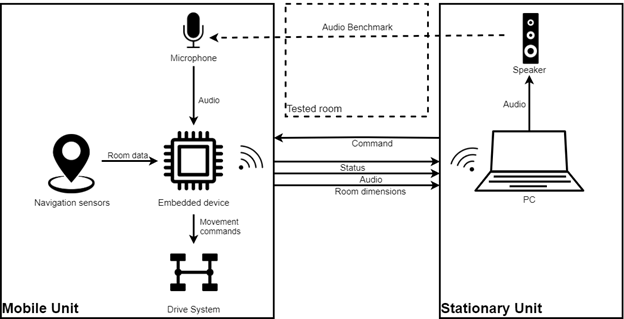 Audio Benchmark
Microphone
Speaker
Audio
Audio
Tested room
Command
Room data
Status
Audio
Room dimensions
Navigation sensors
Embedded device
PC
Movement
commands
Drive System
Mobile Unit
Stationary Unit